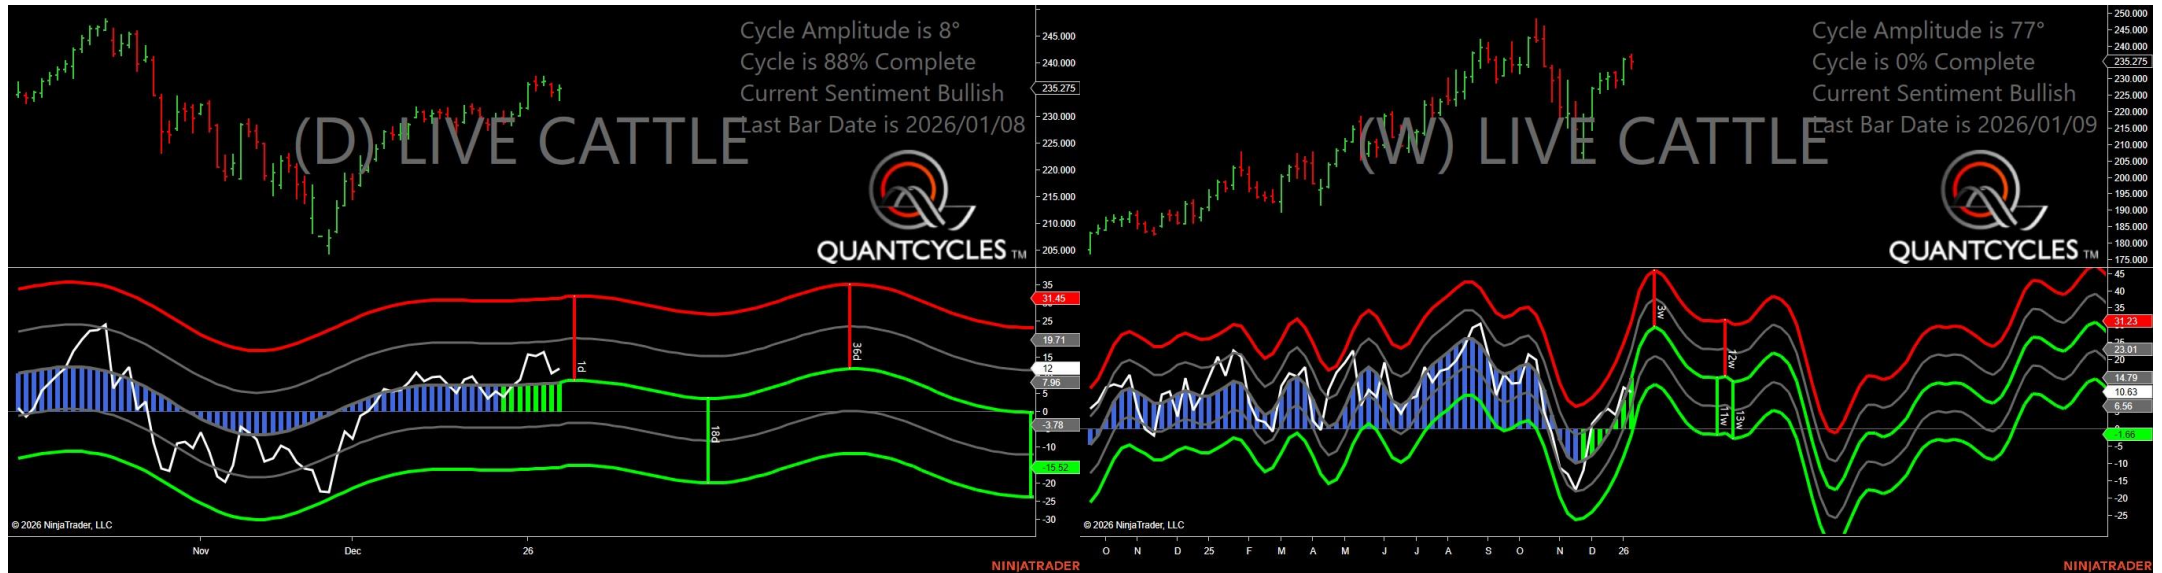 Cycle Amplitude is 8°
Cycle is 88% Complete
Current Sentiment Bullish
Last Bar Date is 2026/01/08
(D) LIVE CATTLE
QUANTCYCLES TM
245.000
240.000
235.275
230.000
225.000
220.000
215.000
210.000
205.000
35
31.45
25
19.71
15
12
7.96
5
0
-3.78
-10
-15.52
-20
-25
-30
1d
18d
36d
© 2026 NinjaTrader, LLC
Nov
Dec
26
NINJATRADER
Cycle Amplitude is 77°
Cycle is 0% Complete
Current Sentiment Bullish
Last Bar Date is 2026/01/09
(W) LIVE CATTLE
QUANTCYCLES TM
250.000
245.000
240.000
235.275
230.000
225.000
220.000
215.000
210.000
205.000
200.000
195.000
190.000
185.000
180.000
175.000
45
40
35
31.23
23.01
20
14.79
10.63
6.56
-1.66
-5
-10
-15
-20
-25
3w
12w
11w
13w
© 2026 NinjaTrader, LLC
O N D 25 F M A M J J A S O N D 26
NINJATRADER